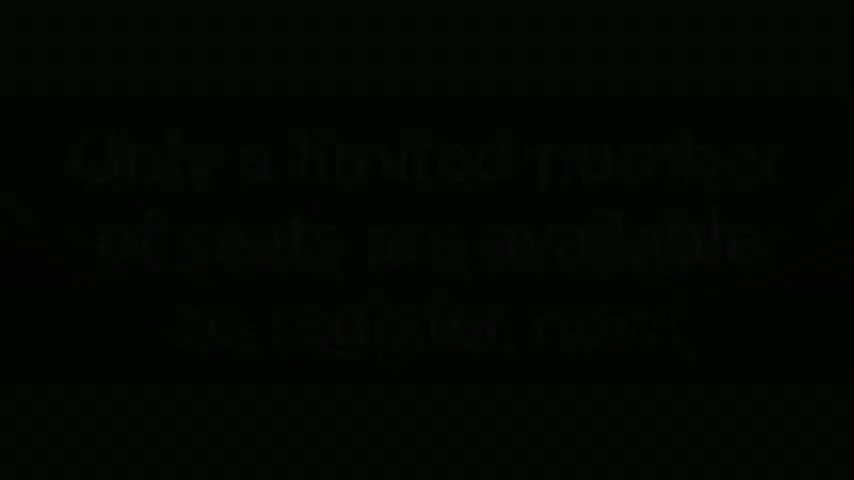 Only a limited number
of seats are available
so register now!